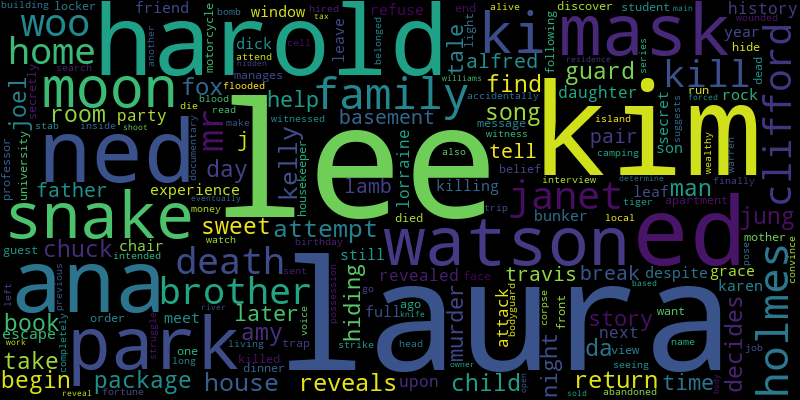 building locker friend window refuse end alive discover student main wounded
woo harold dick bomb hired tax cell ki mask history
home search another hidden belonged light tale alfred guard year hide kill
moon manages attend fox leave motorcycle family find residence series following
joel secretly room party flooded help basement song daughter secret dead run rock clifford
university stab inside blood die read witnessed message williams accidentally son island suggests forced
ned mr j documentary shoot make kelly lee kim tell witness pair camping wealthy warren
professor father experience day housekeeper lorraine lamb also killing belief interview determine finally
snake sweet attempt died trip janet leaf man tiger apartment
guest chuck chair still watson bunker ed jung
watch intended birthday revealed face travis break despite grace mother pose
ana death brother hiding possession story next local karen convince
left previous money eventually sent later ago go full murder attack bodyguard corpse front da view based want holmes
book order meet river voice laura knife seeing decides
escape completely struggle amy living trap strike head night name
take park one killed dinner upon child return time job
work begin package long house reveals owner open sold abandoned body
reveal fortune